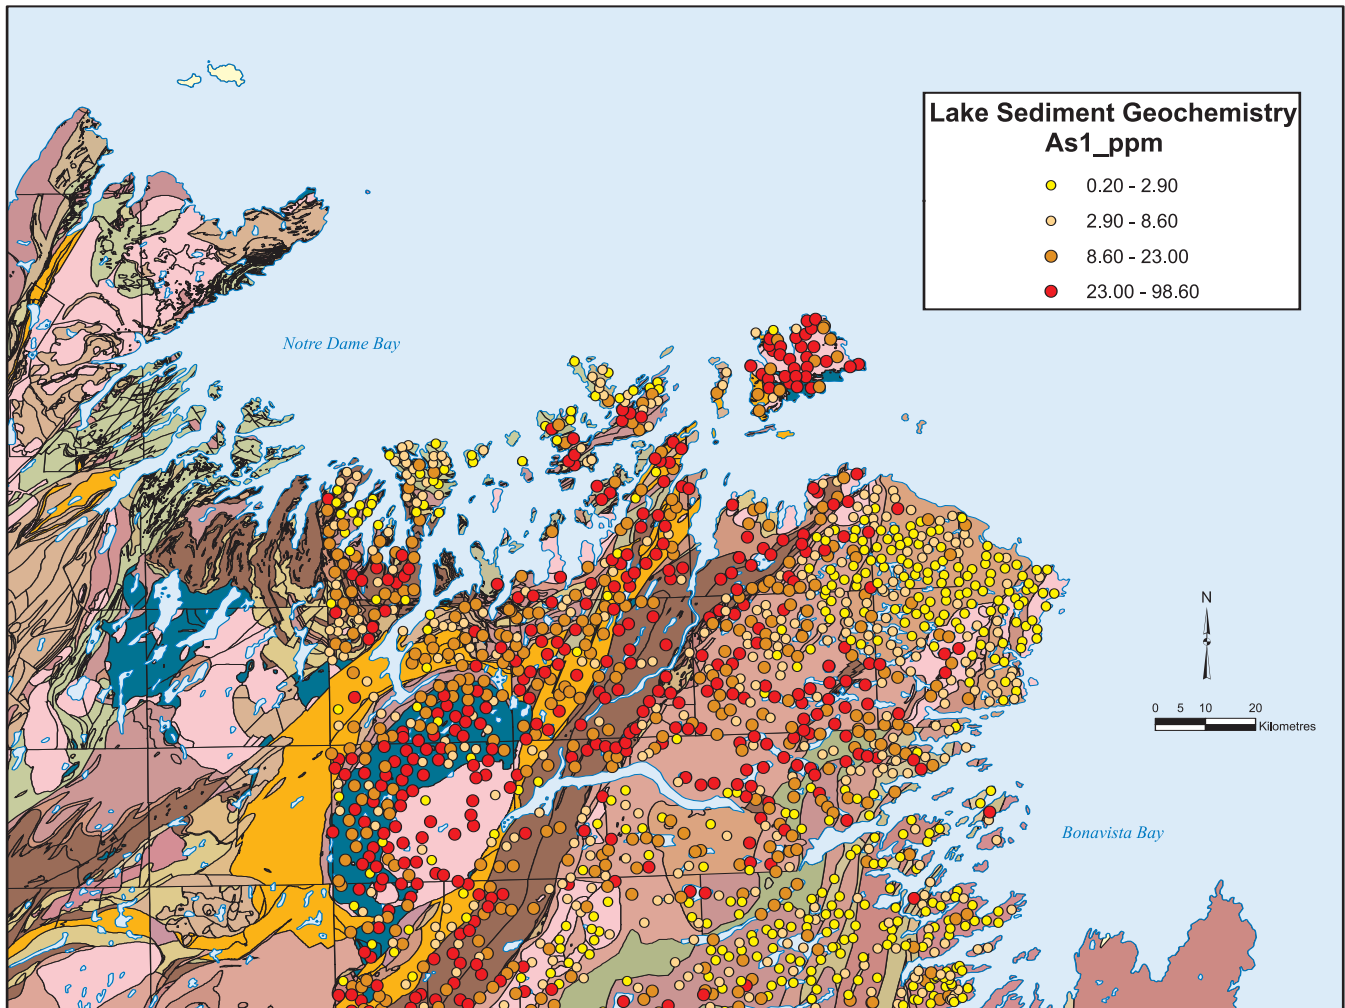 Lake Sediment Geochemistry
As1_ppm
0.20 - 2.90
2.90 - 8.60
8.60 - 23.00
23.00 - 98.60
Notre Dame Bay
N
0 5 10 20
Kilometres
Bonavista Bay